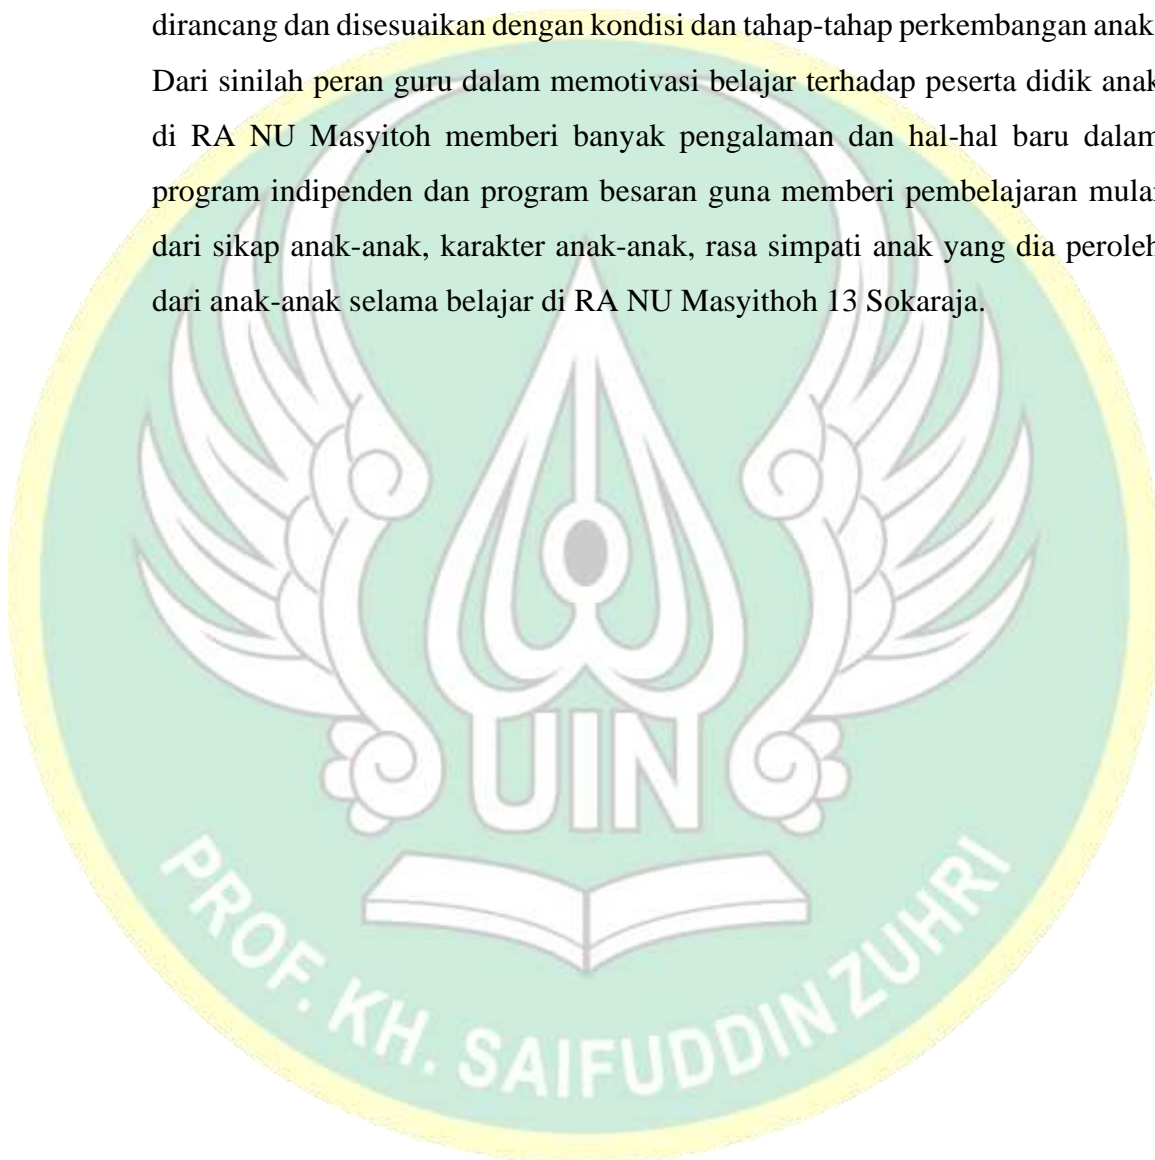 dirancang dan disesuaikan dengan kondisi dan tahap-tahap perkembangan anak
Dari sinilah peran guru dalam memotivasi belajar terhadap peserta didik anak
di RA NU Masyitoh memberi banyak pengalaman dan hal-hal baru dalam
program indipenden dan program besaran guna memberi pembelajaran mulai
dari sikap anak-anak, karakter anak-anak, rasa simpati anak yang dia peroleh
dari anak-anak selama belajar di RA NU Masyithoh 13 Sokaraja.
UIN
PROF. KH. SAIFUDDIN ZUHRI